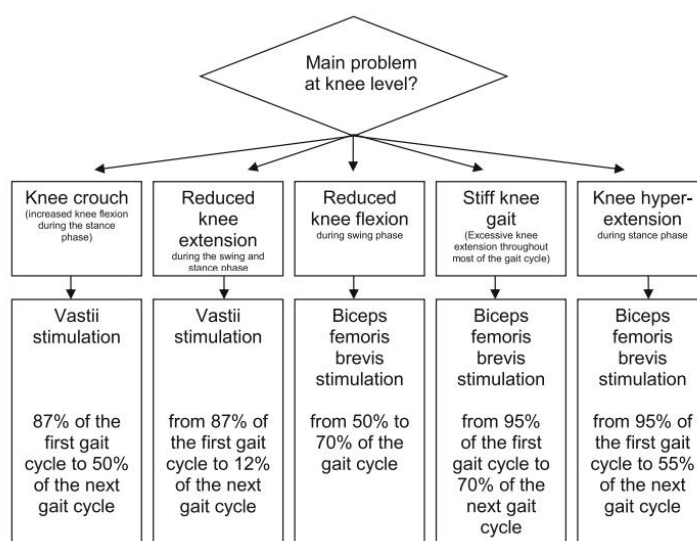 Main problem
at knee level?
Knee crouch
(increased knee flexion
during the stance
phase)
Reduced
knee
extension
during the swing and
stance phase
Reduced
knee flexion
during swing phase
Stiff knee
gait
(Excessive knee
extension throughout
most of the gait cycle)
Knee hyper-
extension
during stance phase
Vastii
stimulation
87% of the
first gait
cycle to 50%
of the next
gait cycle
Vastii
stimulation
from 87% of
the first gait
cycle to 12%
of the next
gait cycle
Biceps
femoris
brevis
stimulation
from 50% to
70% of the
gait cycle
Biceps
femoris
brevis
stimulation
from 95%
of the first
gait cycle to
70% of the
next gait
cycle
Biceps
femoris
brevis
stimulation
from 95% of
the first gait
cycle to 55%
of the next
gait cycle